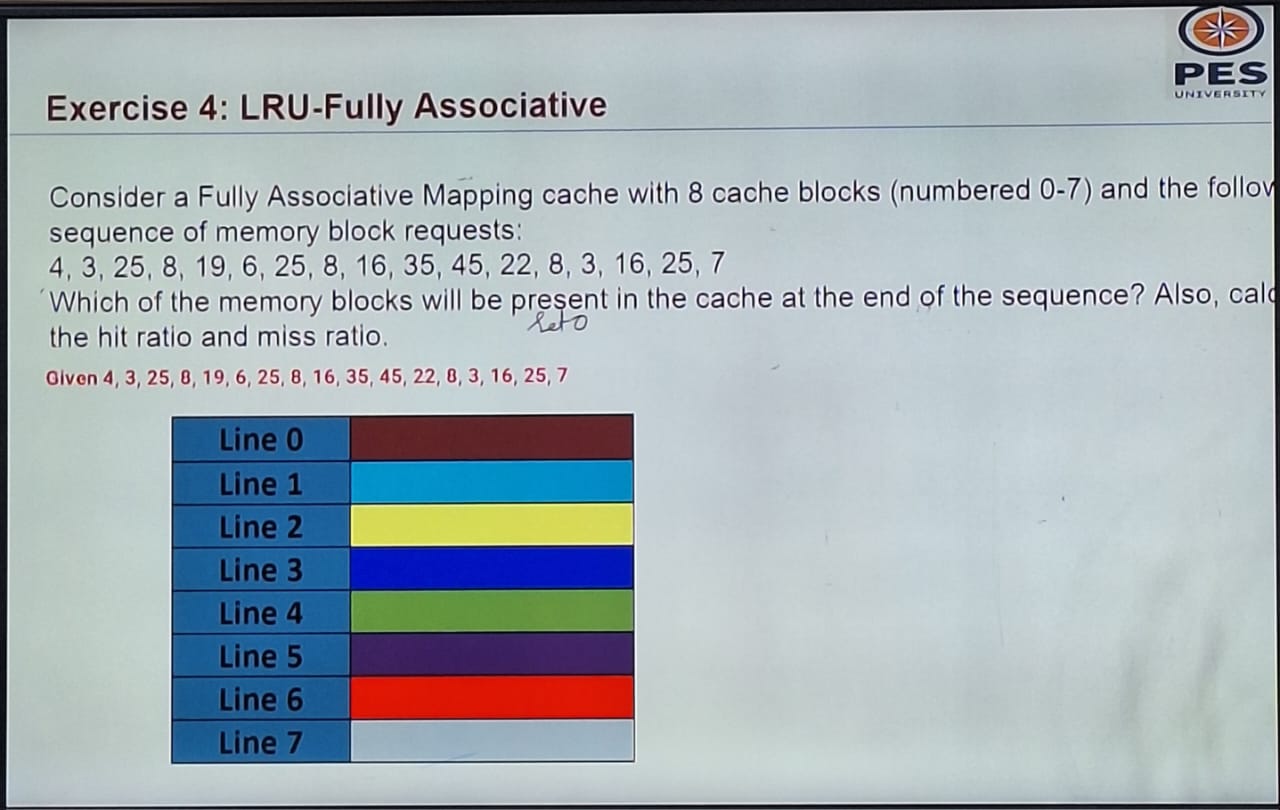 PES
UNIVERSITY
Exercise 4: LRU-Fully Associative
Consider a Fully Associative Mapping cache with 8 cache blocks (numbered 0-7) and the
sequence of memory block requests:
4, 3, 25, 8, 19, 6, 25, 8, 16, 35, 45, 22, 8, 3, 16, 25, 7
Which of the memory blocks will be present in the cache at the end of the sequence? Also,
the hit ratio and miss ratio.
Given 4, 3, 25, 8, 19, 6, 25, 8, 16, 35, 45, 22, 8, 3, 16, 25, 7
Line 0
Line 1
Line 2
Line 3
Line 4
Line 5
Line 6
Line 7